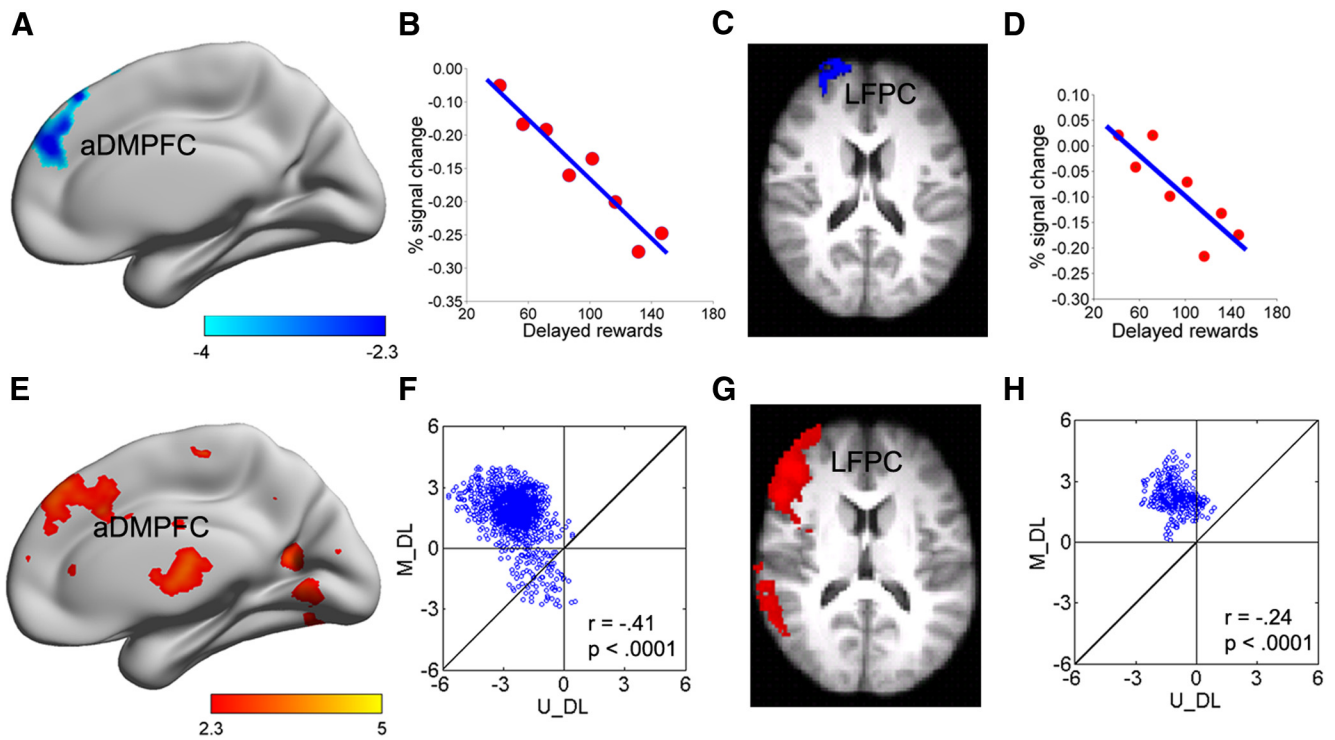 A
aDMPFC
-4
-2.3
B
0.00
-0.10
-0.20
-0.15
-0.20
-0.25
-0.30
-0.35
20
60
100
140
180
% signal change
Delayed rewards
C
LFPC
D
0.10
0.05
0.00
-0.05
-0.10
-0.15
-0.20
-0.25
-0.30
20
60
100
140
180
% signal change
Delayed rewards
E
aDMPFC
2.3
5
F
6
3
0
-3
-6
-6
-3
0
3
6
M_DL
U_DL
r = -.41
p < .0001
G
LFPC
H
6
3
0
-3
-6
-6
-3
0
3
6
M_DL
U_DL
r = -.24
p < .0001